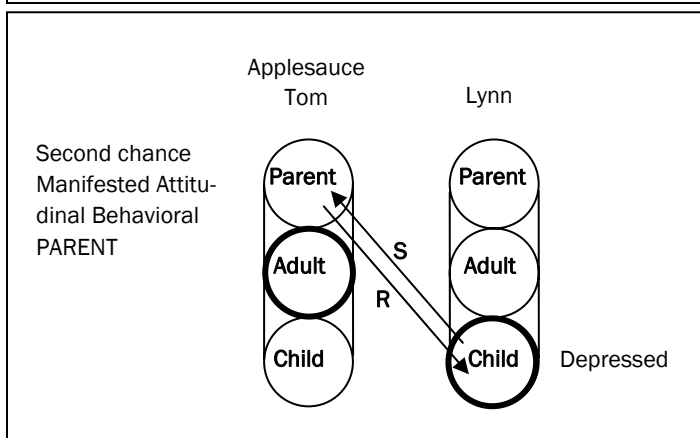 Applesauce
Tom
Lynn
Second chance
Manifested Attitu-
dinal Behavioral
PARENT
Parent
Parent
S
Adult
Adult
R
Child
Child
Depressed